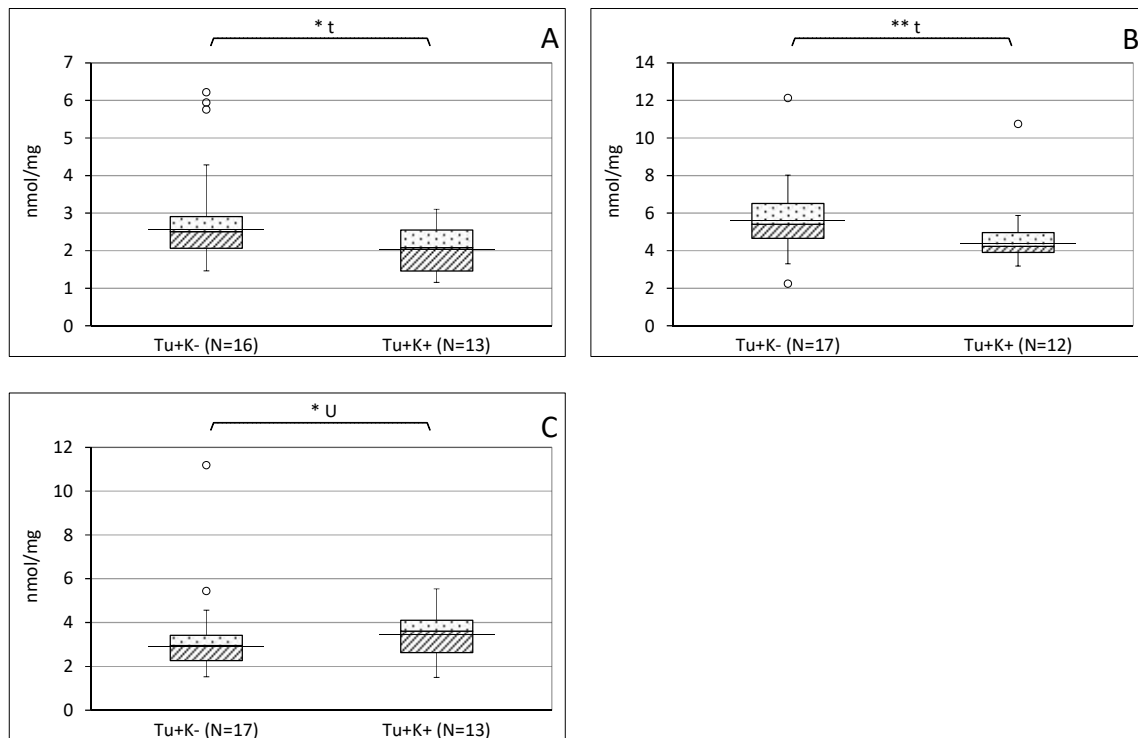 * t
A
7
6
5
4
3
2
1
0
nmol/mg
Tu+K- (N=16)
Tu+K+ (N=13)
** t
B
14
12
10
8
6
4
2
0
nmol/mg
Tu+K- (N=17)
Tu+K+ (N=12)
* U
C
12
10
8
6
4
2
0
nmol/mg
Tu+K- (N=17)
Tu+K+ (N=13)